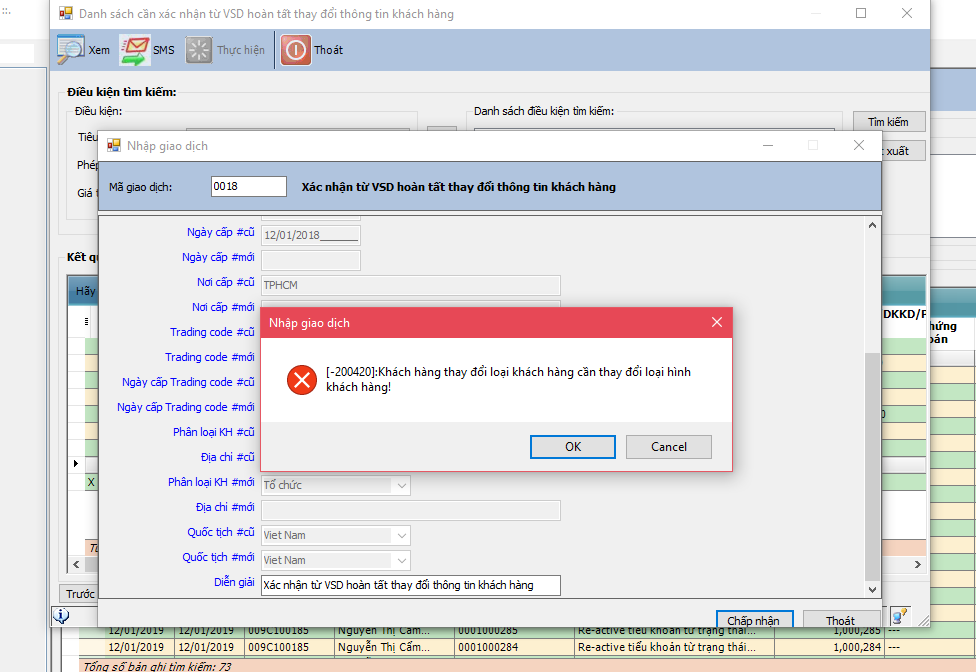 Danh sách cần xác nhận từ VSD hoàn tất thay đổi thông tin khách hàng
Xem SMS Thực hiện Thoát
Điều kiện tìm kiếm:
Điều kiện: Danh sách điều kiện tìm kiếm:
Tìm kiếm
Tiêu
xuất
Phép
Giá t
Nhập giao dịch
Mã giao dịch: 0018 Xác nhận từ VSD hoàn tất thay đổi thông tin khách hàng
Kết qu
Hãy
Ngày cấp #cũ 12/01/2018_______
Ngày cấp #mới
Nơi cấp #cũ TPHCM
Nơi cấp #mới
Trading code #cũ
Trading code #mới
Ngày cấp Trading code #cũ
Ngày cấp Trading code #mới
Phân loại KH #cũ
Địa chỉ #cũ
Phân loại KH #mới Tổ chức
Địa chỉ #mới
Quốc tịch #cũ Viet Nam
Quốc tịch #mới Viet Nam
Diễn giải Xác nhận từ VSD hoàn tất thay đổi thông tin khách hàng
Chấp nhận Thoát
Nhập giao dịch
[-200420]:Khách hàng thay đổi loại khách hàng cần thay đổi loại hình
khách hàng!
OK Cancel
DKKD/P
hứng
oán
0
X
Trước
12/01/2019 12/01/2019 009C100185 Nguyễn Thị Cẩm... 0001000285 Re-active tiểu khoản từ trạng thái... 1,000,285 ---
12/01/2019 12/01/2019 009C100185 Nguyễn Thị Cẩm... 0001000284 Re-active tiểu khoản từ trạng thái... 1,000,284 ---
Tổng số bản ghi tìm kiếm: 73